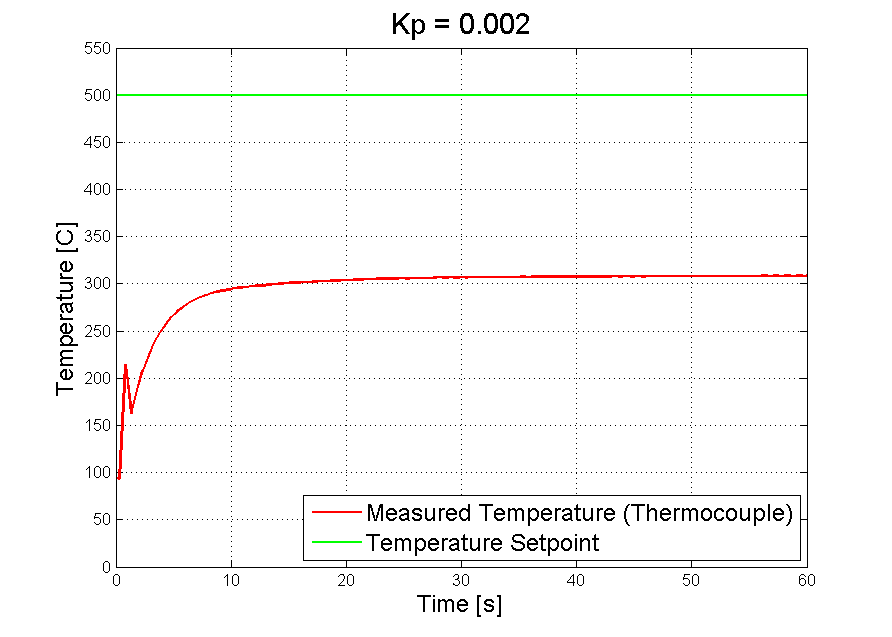 Kp = 0.002
550
500
450
400
350
300
250
200
150
100
50
0
Temperature [C]
Measured Temperature (Thermocouple)
Temperature Setpoint
0 10 20 30 40 50 60
Time [s]